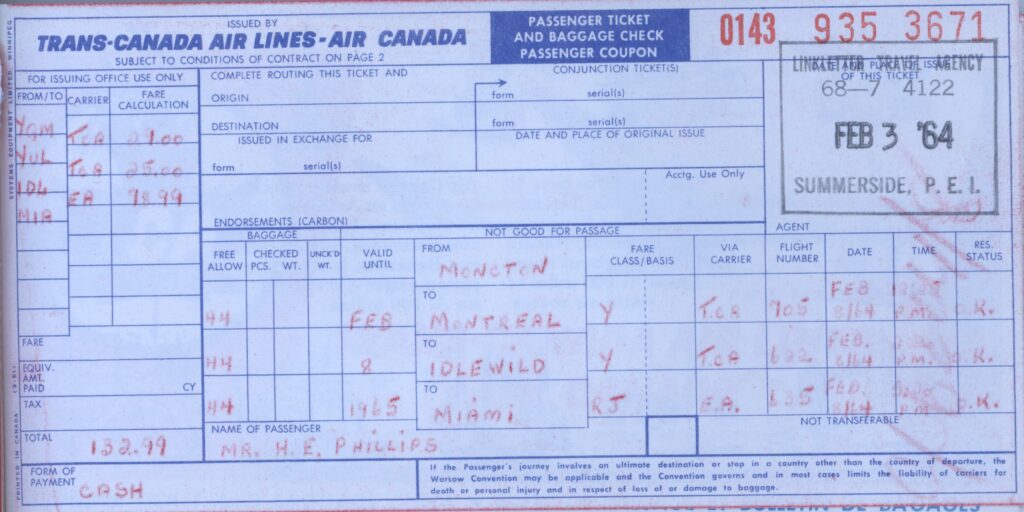 ISSUED BY
TRANS-CANADA AIR LINES - AIR CANADA
SUBJECT TO CONDITIONS OF CONTRACT ON PAGE 2
PASSENGER TICKET
AND BAGGAGE CHECK
PASSENGER COUPON
0143 935 3671
LINKLETTER TRAVEL AGENCY
DATE AND PLACE OF ISSUE
OF THIS TICKET
68—7 4122
FEB 3 '64
SUMMERSIDE, P. E. I.
AGENT
FOR ISSUING OFFICE USE ONLY
FROM/TO CARRIER FARE CALCULATION
YQM TCA
YUL TCA 25.00
IDL EA 78.99
MIA
FARE
EQUIV.
AMT.
PAID CY
TAX
TOTAL 132.99
FORM OF
PAYMENT CASH
COMPLETE ROUTING THIS TICKET AND CONJUNCTION TICKET(S)
ORIGIN form serial(s)
DESTINATION form serial(s)
ISSUED IN EXCHANGE FOR DATE AND PLACE OF ORIGINAL ISSUE
form serial(s)
Acctg. Use Only
ENDORSEMENTS (CARBON)
BAGGAGE NOT GOOD FOR PASSAGE
FREE ALLOW CHECKED PCS. WT. UNCK'D WT. VALID UNTIL FROM FARE CLASS/BASIS VIA CARRIER FLIGHT NUMBER DATE TIME RES. STATUS
MONCTON
TO
44 FEB MONTREAL Y TCA 705 FEB 8/64 P.M. O.K.
TO
44 8 IDLEWILD Y TCA 622 FEB. 8/64 P.M. O.K.
TO
44 1965 MIAMI RJ E.A. 635 FEB. 8/64 P.M. O.K.
NAME OF PASSENGER NOT TRANSFERABLE
MR. H. E. PHILLIPS
If the Passenger's journey involves an ultimate destination or stop in a country other than the country of departure, the
Warsaw Convention may be applicable and the Convention governs and in most cases limits the liability of carriers for
death or personal injury and in respect of loss of or damage to baggage.
SYSTEMS EQUIPMENT LIMITED, WINNIPEG
PRINTED IN CANADA